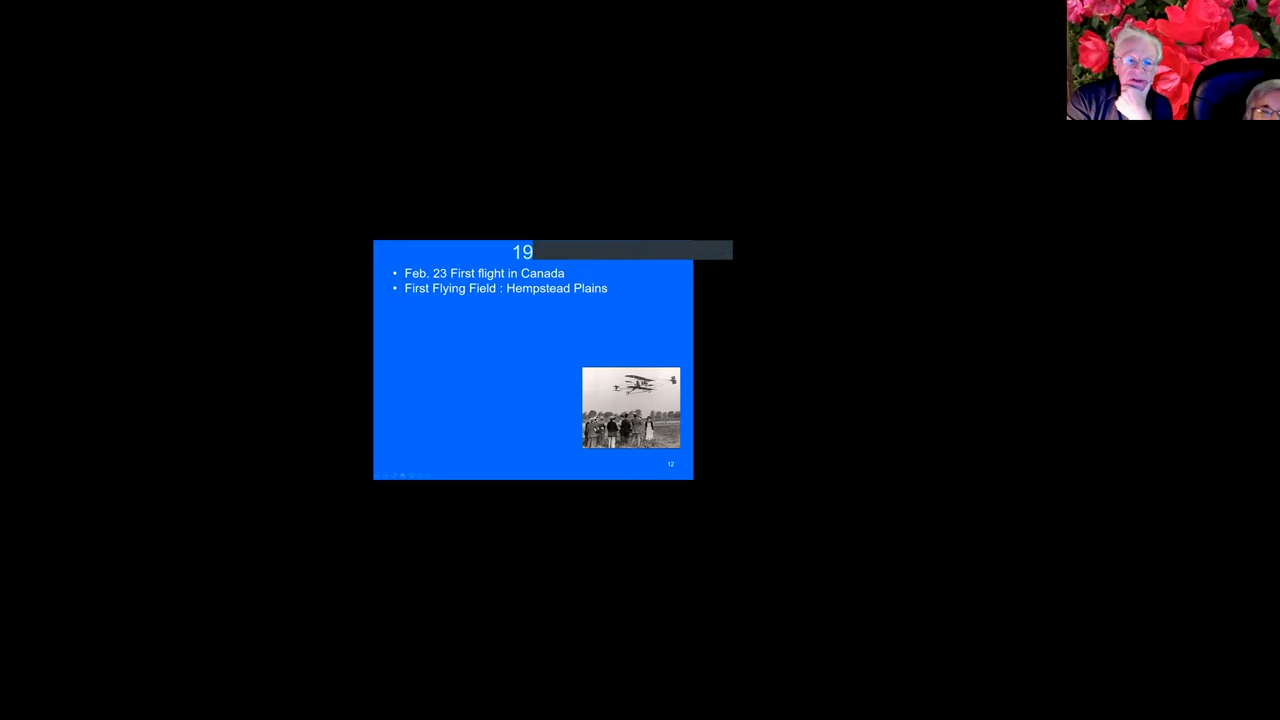 19
• Feb. 23 First flight in Canada
• First Flying Field : Hempstead Plains
12